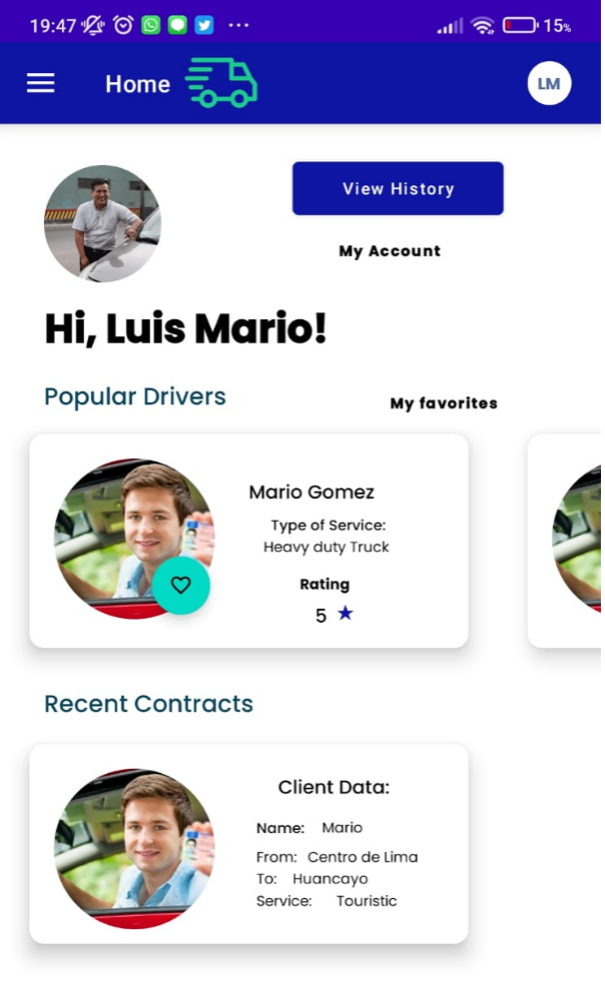 19:47 15%
Home
LM
View History
My Account
Hi, Luis Mario!
Popular Drivers
My favorites
Mario Gomez
Type of Service:
Heavy duty Truck
Rating
5
Recent Contracts
Client Data:
Name: Mario
From: Centro de Lima
To: Huancayo
Service: Touristic